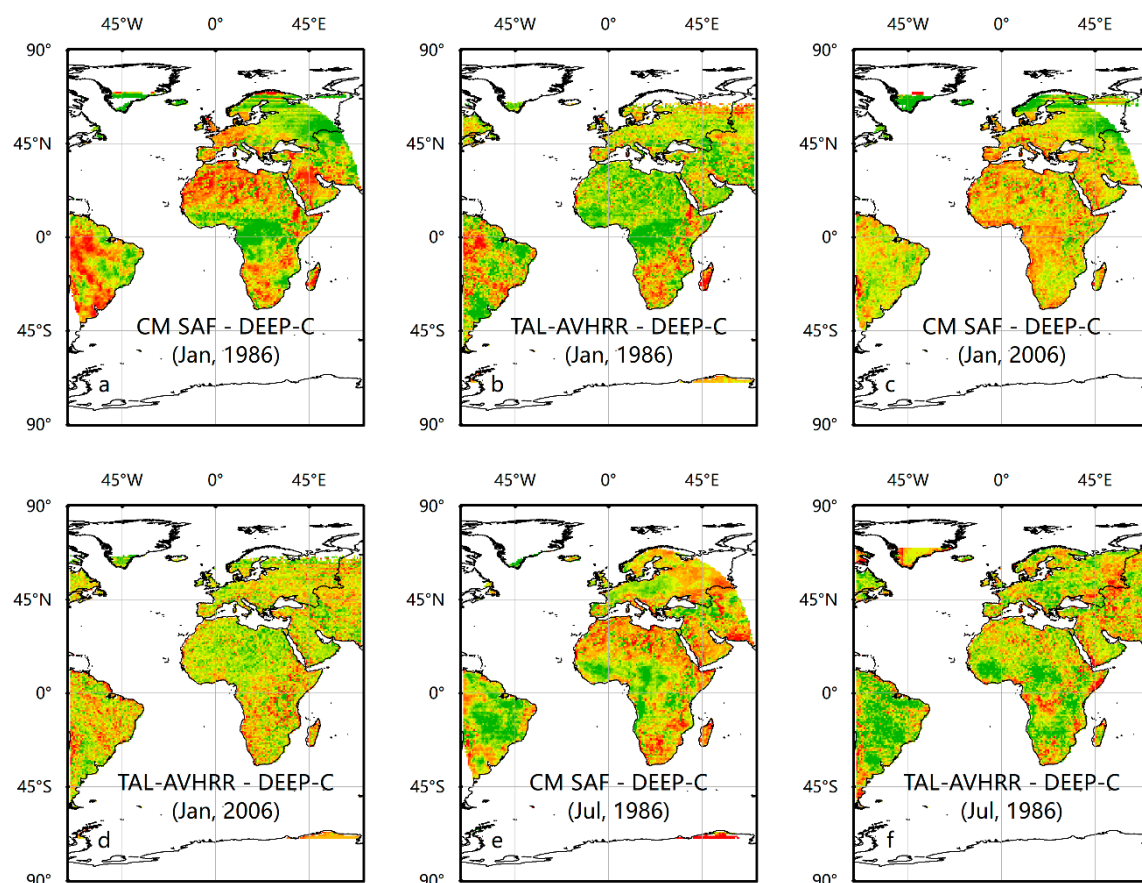 45°W 0° 45°E 45°W 0° 45°E 45°W 0° 45°E
90° 90° 90°
45°N 45°N 45°N
0° 0° 0°
45°S 45°S 45°S
CM SAF - DEEP-C TAL-AVHRR - DEEP-C CM SAF - DEEP-C
(Jan, 1986) (Jan, 1986) (Jan, 2006)
a b c
90° 90° 90°
45°W 0° 45°E 45°W 0° 45°E 45°W 0° 45°E
90° 90° 90°
45°N 45°N 45°N
0° 0° 0°
45°S 45°S 45°S
TAL-AVHRR - DEEP-C CM SAF - DEEP-C TAL-AVHRR - DEEP-C
(Jan, 2006) (Jul, 1986) (Jul, 1986)
d e f
90° 90° 90°